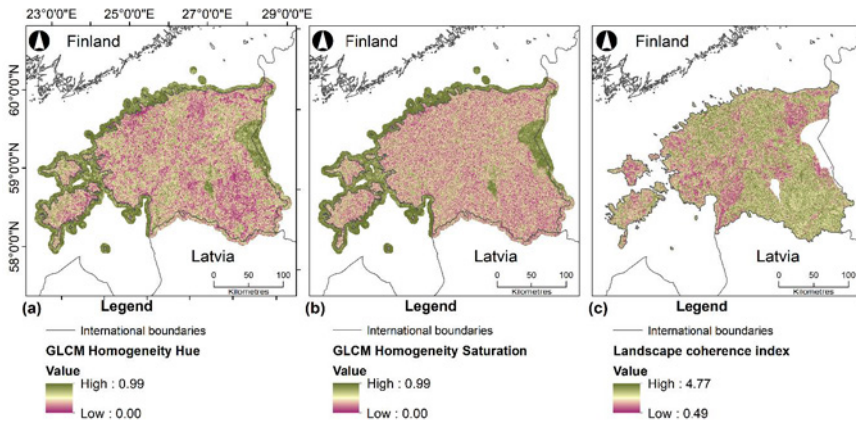 23°0'0"E 25°0'0"E 27°0'0"E 29°0'0"E
60°0'0"N
59°0'0"N
58°0'0"N
Finland
Latvia
0 50 100
Kilometres
(a)
Legend
International boundaries
GLCM Homogeneity Hue
Value
High : 0.99
Low : 0.00
Finland
Latvia
0 50 100
Kilometres
(b)
Legend
International boundaries
GLCM Homogeneity Saturation
Value
High : 0.99
Low : 0.00
Finland
Latvia
0 50 100
Kilometres
(c)
Legend
International boundaries
Landscape coherence index
Value
High : 4.77
Low : 0.49